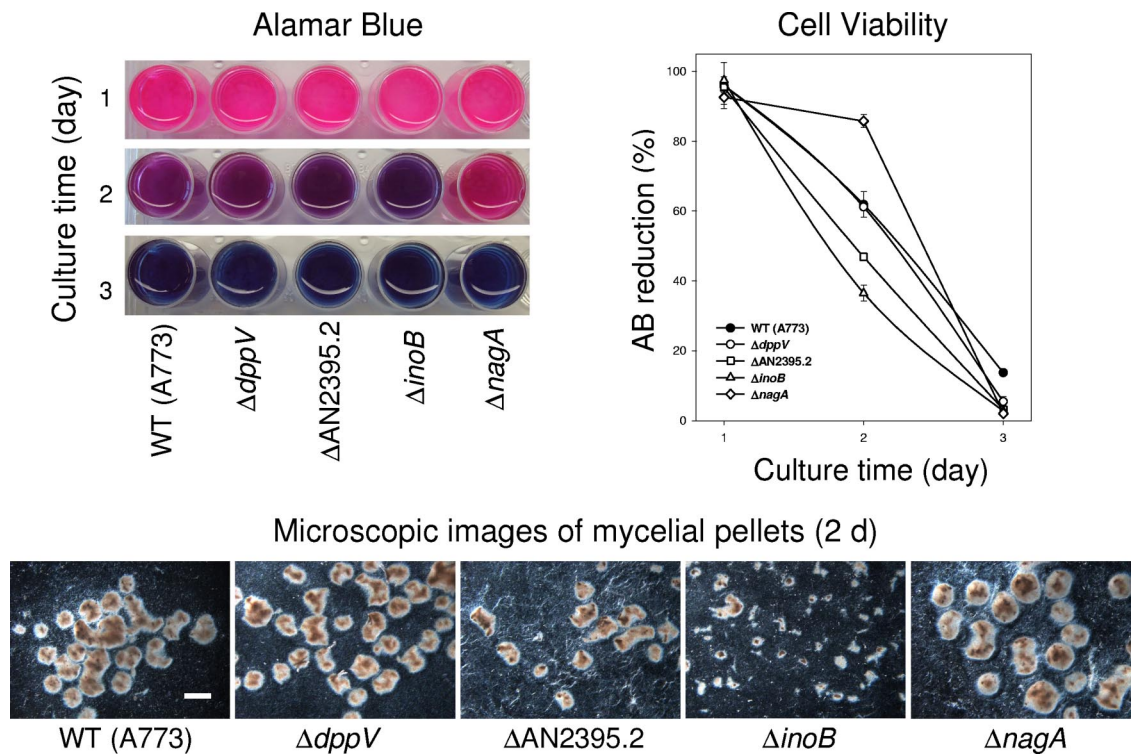 Alamar Blue
Culture time (day)
1
2
3
WT (A773)
ΔdppV
ΔAN2395.2
ΔinoB
ΔnagA
Cell Viability
AB reduction (%)
100
80
60
40
20
0
WT (A773)
ΔdppV
ΔAN2395.2
ΔinoB
ΔnagA
1 2 3
Culture time (day)
Microscopic images of mycelial pellets (2 d)
WT (A773) ΔdppV ΔAN2395.2 ΔinoB ΔnagA